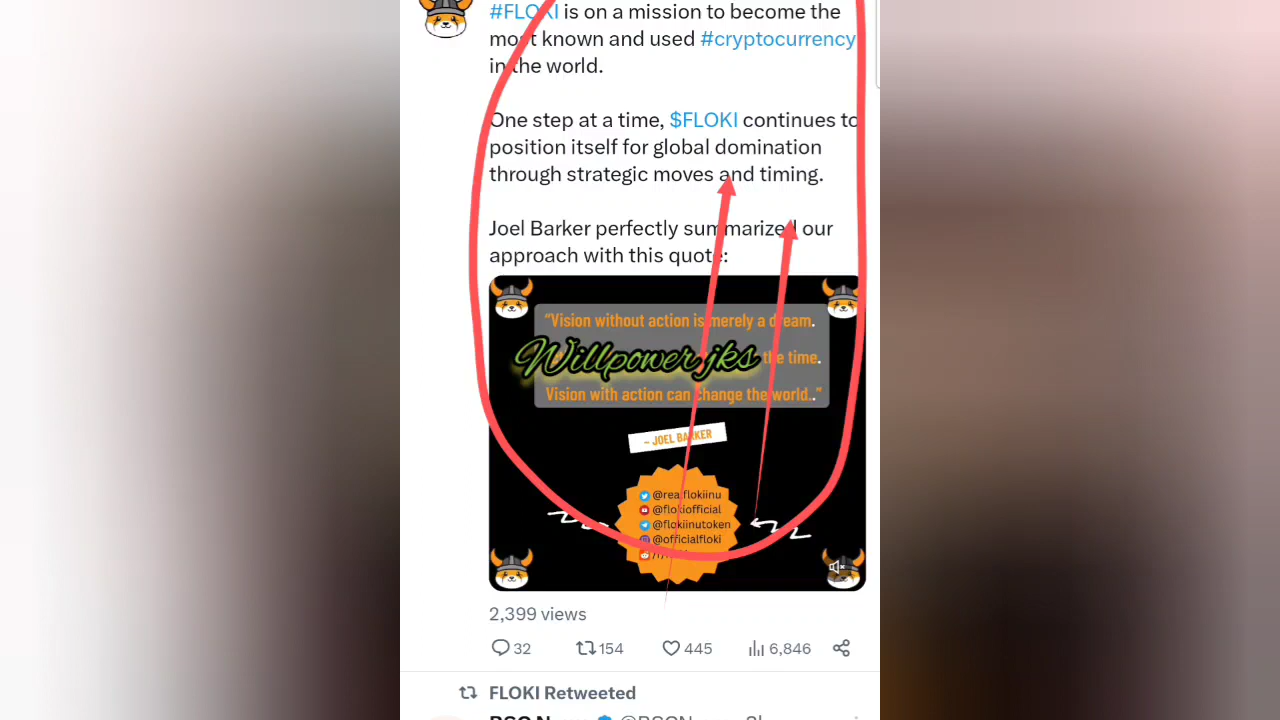 #FLOKI is on a mission to become the
most known and used #cryptocurrency
in the world.
One step at a time, $FLOKI continues to
position itself for global domination
through strategic moves and timing.
Joel Barker perfectly summarized our
approach with this quote:
"Vision without action is merely a dream.
Willpower jks the time.
Vision with action can change the world.."
– JOEL BARKER
@realflokiinu
@flokiofficial
@flokiinutoken
@officialfloki
2,399 views
32 154 445 6,846
FLOKI Retweeted